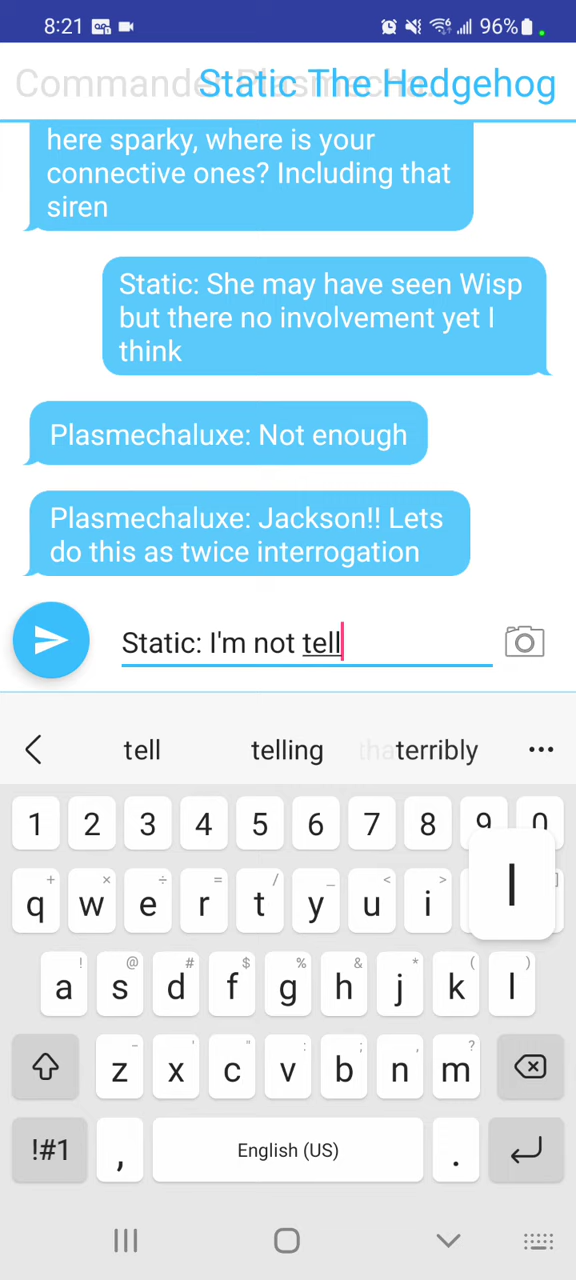 8:21 96%
Commander Plasmecha Static The Hedgehog
here sparky, where is your
connective ones? Including that
siren
Static: She may have seen Wisp
but there no involvement yet I
think
Plasmechaluxe: Not enough
Plasmechaluxe: Jackson!! Lets
do this as twice interrogation
Static: I'm not tell
tell telling tha terribly
1 2 3 4 5 6 7 8 9 0
+ × ÷ = / _ < > ]
q w e r t y u i l
! @ # $ % & * ( )
a s d f g h j k l
- ' " : ; , ?
z x c v b n m
!#1 , English (US) .